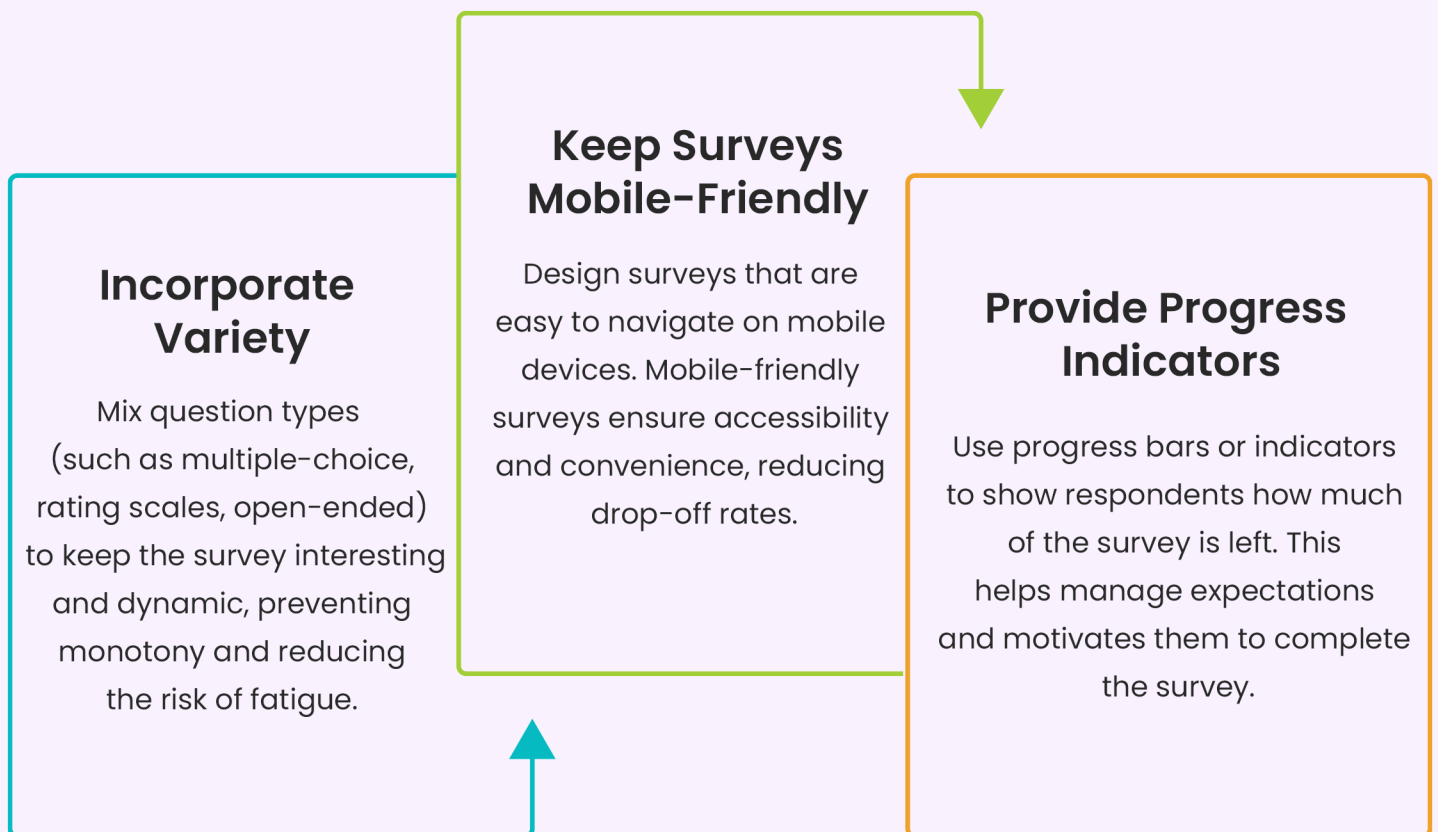 Incorporate
Variety
Mix question types
(such as multiple-choice,
rating scales, open-ended)
to keep the survey interesting
and dynamic, preventing
monotony and reducing
the risk of fatigue.
Keep Surveys
Mobile-Friendly
Design surveys that are
easy to navigate on mobile
devices. Mobile-friendly
surveys ensure accessibility
and convenience, reducing
drop-off rates.
Provide Progress
Indicators
Use progress bars or indicators
to show respondents how much
of the survey is left. This
helps manage expectations
and motivates them to complete
the survey.